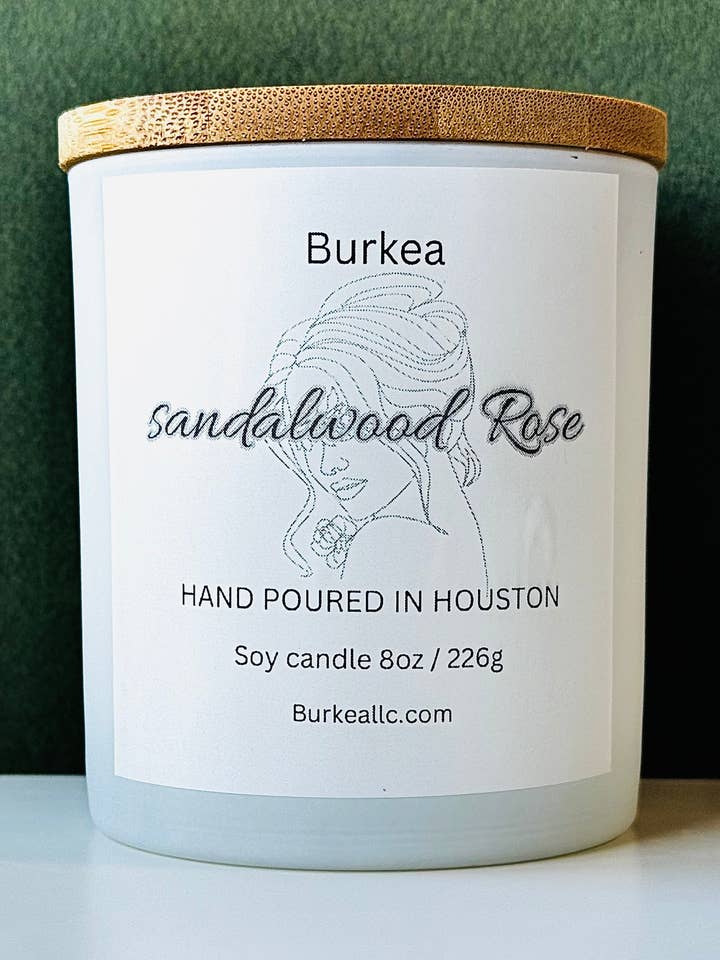 Burkea
sandalwood Rose
HAND POURED IN HOUSTON
Soy candle 8oz / 226g
Burkeallc.com